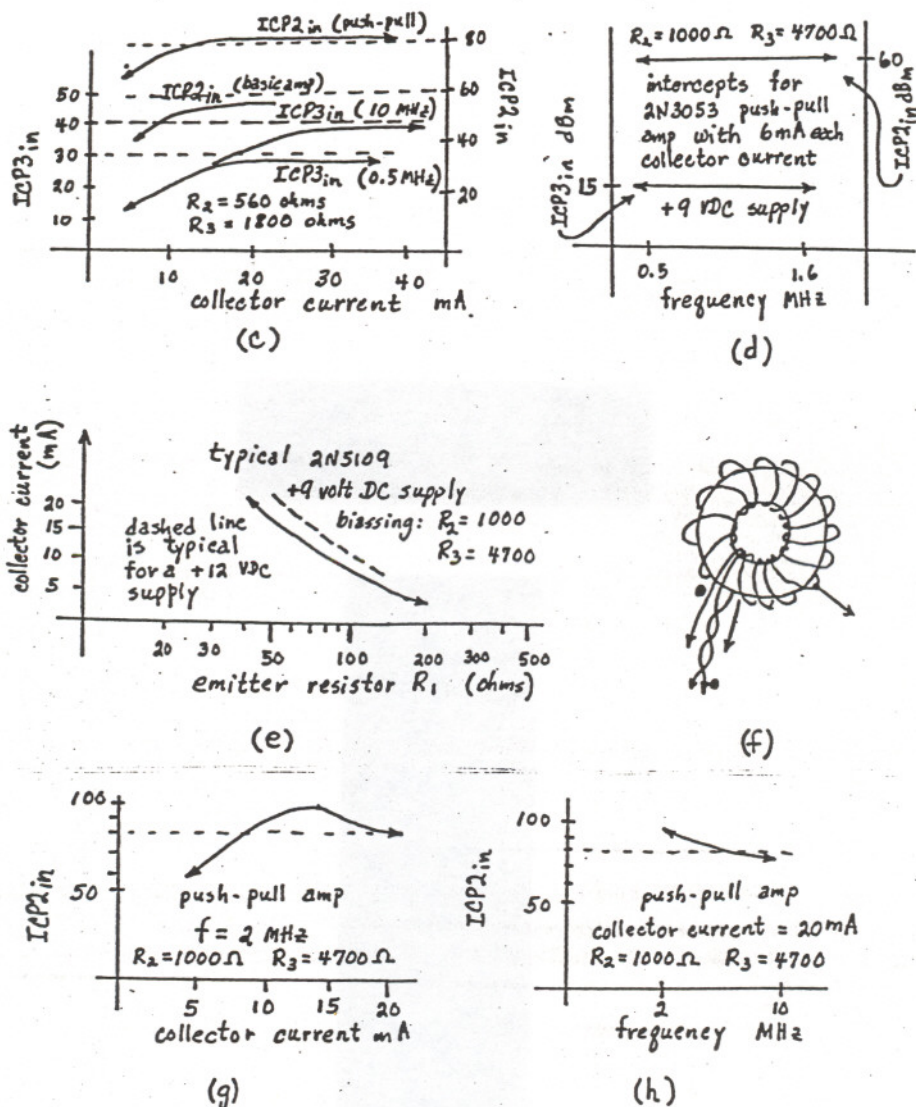 ICP2in (push-pull)
80
ICP2in (basic amp)
60
50
ICP3in (10 MHz)
40
40
30
ICP3in (0.5 MHz)
20
20
R2 = 560 ohms
R3 = 1800 ohms
10
ICP3in
ICP2in
10 20 30 40
collector current mA
(c)
R2 = 1000Ω R3 = 4700Ω
60
intercepts for
2N3053 push-pull
amp with 6mA each
collector current
15
+9 VDC supply
ICP3in dBm
ICP2in dBm
0.5 1.6
frequency MHz
(d)
collector current
(mA)
typical 2N5109
+9 volt DC supply
biassing: R2 = 1000
R3 = 4700
20
15
10
5
dashed line
is typical
for a +12 VDC
supply
20 30 50 100 200 300 500
emitter resistor R1 (ohms)
(e)
(f)
100
50
ICP2in
push-pull amp
f = 2 MHz
R2 = 1000Ω R3 = 4700Ω
5 10 15 20
collector current mA
(g)
100
50
ICP2in
push-pull amp
collector current = 20mA
R2 = 1000Ω R3 = 4700
2 10
frequency MHz
(h)